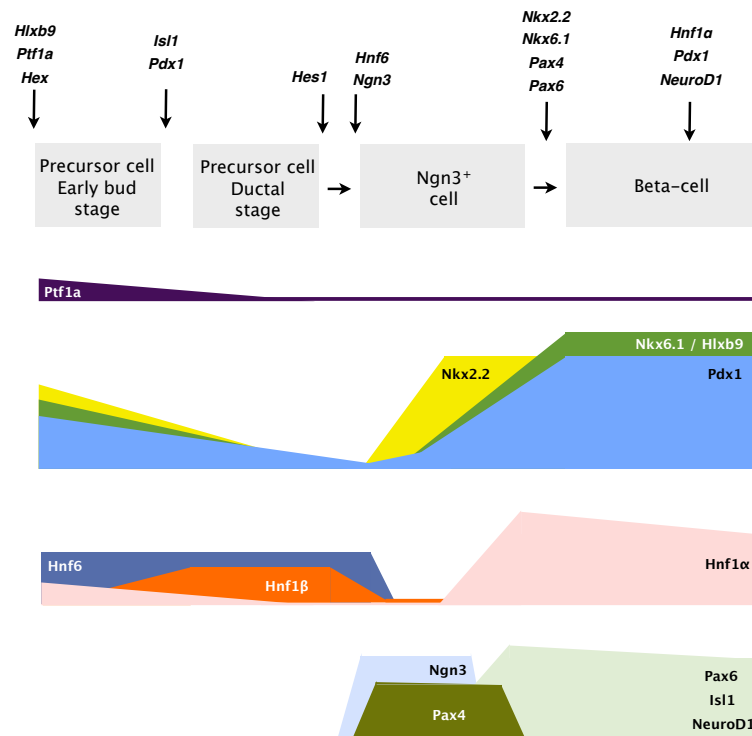 Hlxb9
Ptf1a
Hex
Isl1
Pdx1
Hes1
Hnf6
Ngn3
Nkx2.2
Nkx6.1
Pax4
Pax6
Hnf1α
Pdx1
NeuroD1
Precursor cell
Early bud
stage
Precursor cell
Ductal
stage
Ngn3⁺
cell
Beta-cell
Ptf1a
Nkx6.1 / Hlxb9
Nkx2.2
Pdx1
Hnf6
Hnf1β
Hnf1α
Ngn3
Pax4
Pax6
Isl1
NeuroD1